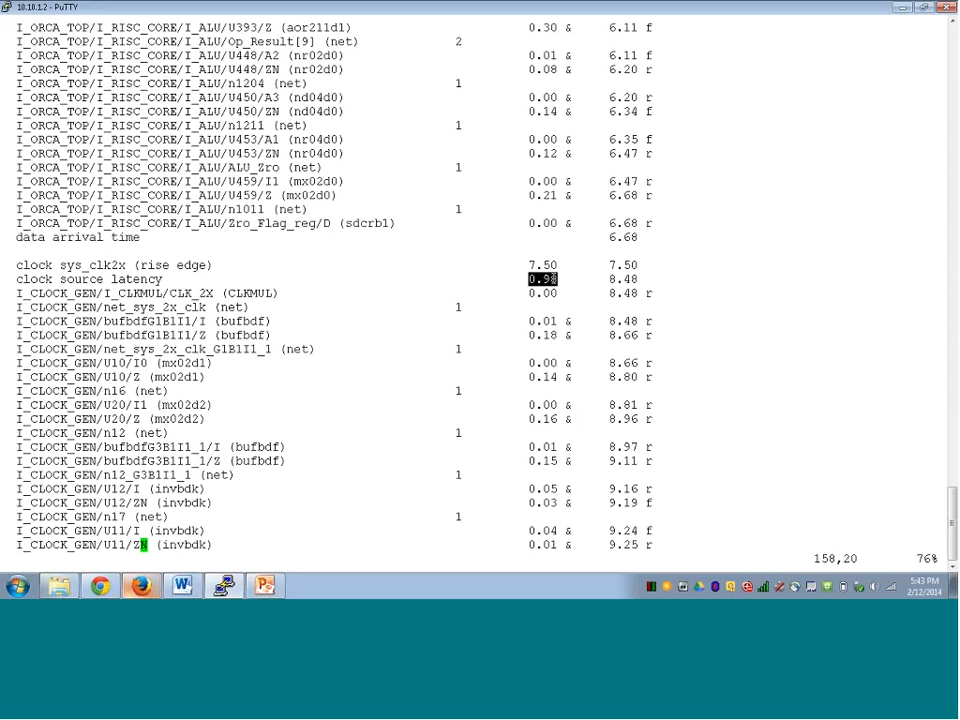 10.10.1.2 - PuTTY
I_ORCA_TOP/I_RISC_CORE/I_ALU/U393/Z (aor211d1) 0.30 & 6.11 f
I_ORCA_TOP/I_RISC_CORE/I_ALU/Op_Result[9] (net) 2
I_ORCA_TOP/I_RISC_CORE/I_ALU/U448/A2 (nr02d0) 0.01 & 6.11 f
I_ORCA_TOP/I_RISC_CORE/I_ALU/U448/ZN (nr02d0) 0.08 & 6.20 r
I_ORCA_TOP/I_RISC_CORE/I_ALU/n1204 (net) 1
I_ORCA_TOP/I_RISC_CORE/I_ALU/U450/A3 (nd04d0) 0.00 & 6.20 r
I_ORCA_TOP/I_RISC_CORE/I_ALU/U450/ZN (nd04d0) 0.14 & 6.34 f
I_ORCA_TOP/I_RISC_CORE/I_ALU/n1211 (net) 1
I_ORCA_TOP/I_RISC_CORE/I_ALU/U453/A1 (nr04d0) 0.00 & 6.35 f
I_ORCA_TOP/I_RISC_CORE/I_ALU/U453/ZN (nr04d0) 0.12 & 6.47 r
I_ORCA_TOP/I_RISC_CORE/I_ALU/ALU_Zro (net) 1
I_ORCA_TOP/I_RISC_CORE/I_ALU/U459/I1 (mx02d0) 0.00 & 6.47 r
I_ORCA_TOP/I_RISC_CORE/I_ALU/U459/Z (mx02d0) 0.21 & 6.68 r
I_ORCA_TOP/I_RISC_CORE/I_ALU/n1011 (net) 1
I_ORCA_TOP/I_RISC_CORE/I_ALU/Zro_Flag_reg/D (sdcrb1) 0.00 & 6.68 r
data arrival time 6.68
clock sys_clk2x (rise edge) 7.50 7.50
clock source latency 0.98 8.48
I_CLOCK_GEN/I_CLKMUL/CLK_2X (CLKMUL) 0.00 8.48 r
I_CLOCK_GEN/net_sys_2x_clk (net) 1
I_CLOCK_GEN/bufbdfG1B1I1/I (bufbdf) 0.01 & 8.48 r
I_CLOCK_GEN/bufbdfG1B1I1/Z (bufbdf) 0.18 & 8.66 r
I_CLOCK_GEN/net_sys_2x_clk_G1B1I1_1 (net) 1
I_CLOCK_GEN/U10/I0 (mx02d1) 0.00 & 8.66 r
I_CLOCK_GEN/U10/Z (mx02d1) 0.14 & 8.80 r
I_CLOCK_GEN/n16 (net) 1
I_CLOCK_GEN/U20/I1 (mx02d2) 0.00 & 8.81 r
I_CLOCK_GEN/U20/Z (mx02d2) 0.16 & 8.96 r
I_CLOCK_GEN/n12 (net) 1
I_CLOCK_GEN/bufbdfG3B1I1_1/I (bufbdf) 0.01 & 8.97 r
I_CLOCK_GEN/bufbdfG3B1I1_1/Z (bufbdf) 0.15 & 9.11 r
I_CLOCK_GEN/n12_G3B1I1_1 (net) 1
I_CLOCK_GEN/U12/I (invbdk) 0.05 & 9.16 r
I_CLOCK_GEN/U12/ZN (invbdk) 0.03 & 9.19 f
I_CLOCK_GEN/n17 (net) 1
I_CLOCK_GEN/U11/I (invbdk) 0.04 & 9.24 f
I_CLOCK_GEN/U11/ZN (invbdk) 0.01 & 9.25 r
158,20 76%
5:43 PM
2/12/2014